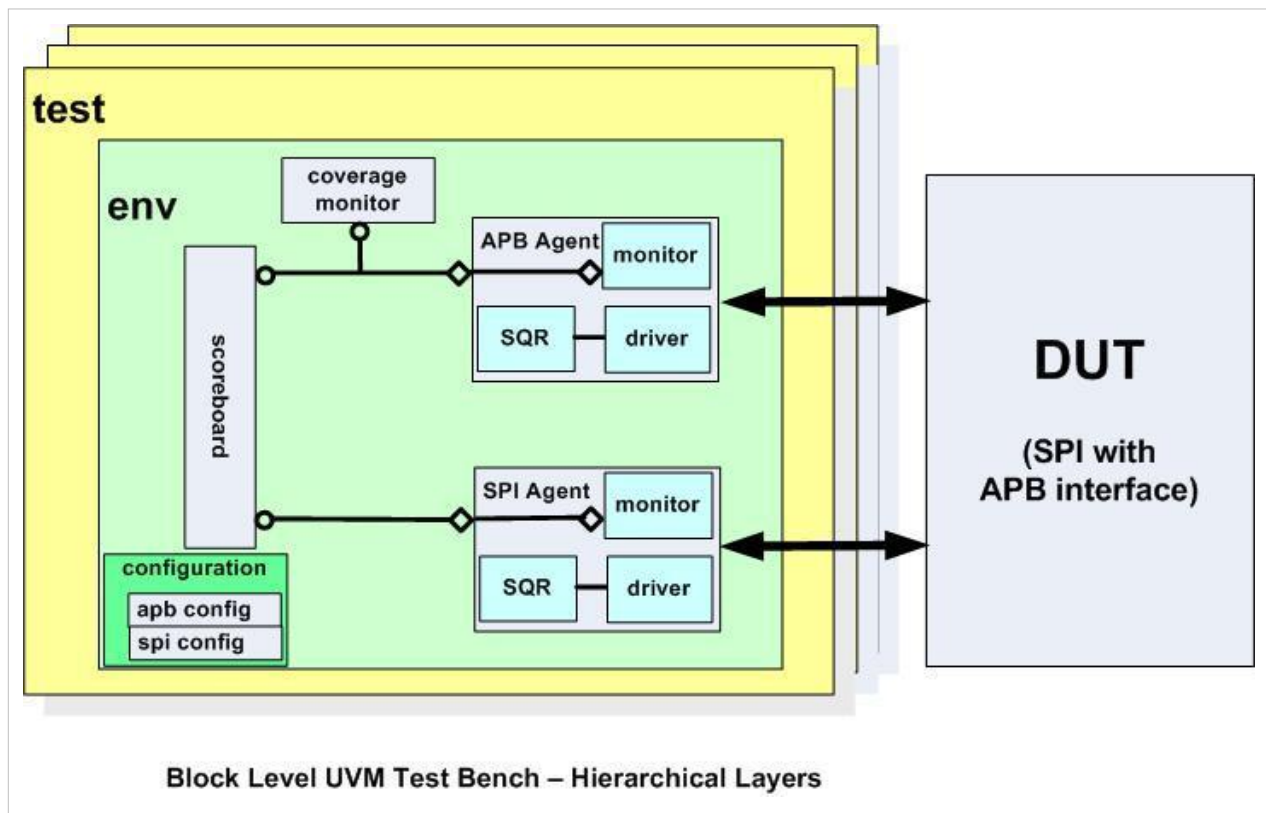 test
env
coverage
monitor
scoreboard
APB Agent
monitor
SQR
driver
SPI Agent
monitor
SQR
driver
configuration
apb config
spi config
DUT
(SPI with
APB interface)
Block Level UVM Test Bench – Hierarchical Layers